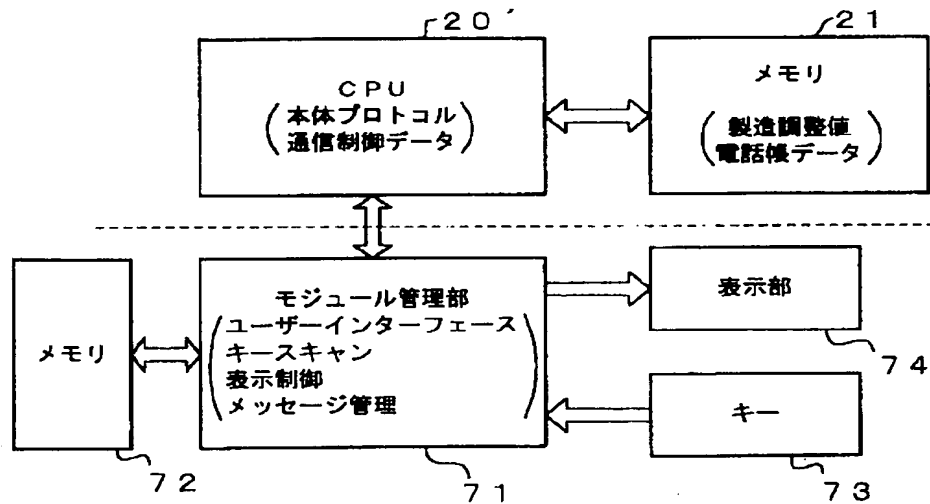 20´
21
CPU
(本体プロトコル
通信制御データ)
メモリ
(製造調整値
電話帳データ)
モジュール管理部
(ユーザーインターフェース
キースキャン
表示制御
メッセージ管理)
表示部
メモリ
74
キー
72
71
73